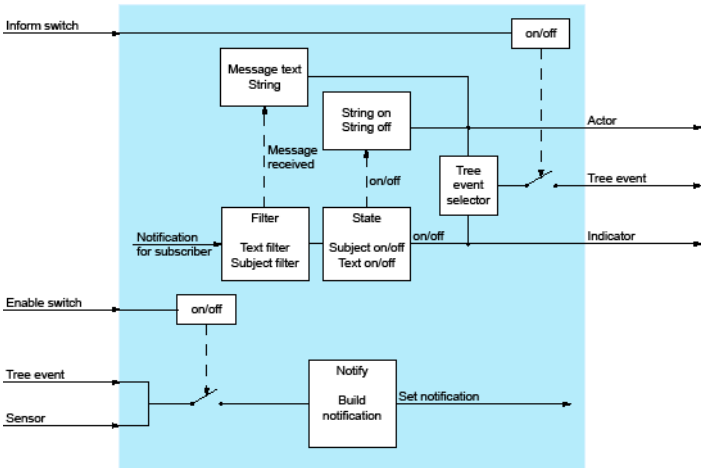 Inform switch
on/off
Message text
String
String on
String off
Actor
Message
received
on/off
Tree
event
selector
Tree event
Filter
Text filter
Subject filter
State
Subject on/off
Text on/off
on/off
Indicator
Notification
for subscriber
Enable switch
on/off
Tree event
Sensor
Notify
Build
notification
Set notification